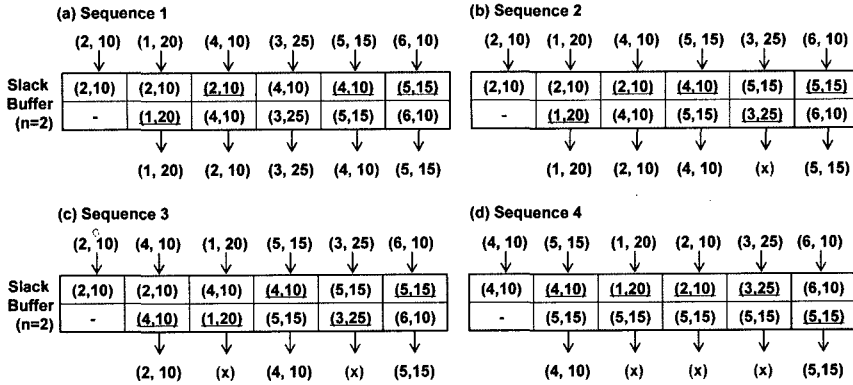 (a) Sequence 1
(2, 10) (1, 20) (4, 10) (3, 25) (5, 15) (6, 10)
Slack Buffer (n=2)
(2,10) (2,10) (2,10) (4,10) (4,10) (5,15)
- (1,20) (4,10) (3,25) (5,15) (6,10)
(1, 20) (2, 10) (3, 25) (4, 10) (5, 15)
(b) Sequence 2
(2, 10) (1, 20) (4, 10) (5, 15) (3, 25) (6, 10)
(2,10) (2,10) (2,10) (4,10) (5,15) (5,15)
- (1,20) (4,10) (5,15) (3,25) (6,10)
(1, 20) (2, 10) (4, 10) (x) (5, 15)
(c) Sequence 3
(2, 10) (4, 10) (1, 20) (5, 15) (3, 25) (6, 10)
Slack Buffer (n=2)
(2,10) (2,10) (4,10) (4,10) (5,15) (5,15)
- (4,10) (1,20) (5,15) (3,25) (6,10)
(2, 10) (x) (4, 10) (x) (5,15)
(d) Sequence 4
(4, 10) (5, 15) (1, 20) (2, 10) (3, 25) (6, 10)
(4,10) (4,10) (1,20) (2,10) (3,25) (6,10)
- (5,15) (5,15) (5,15) (5,15) (5,15)
(4, 10) (x) (x) (x) (5,15)